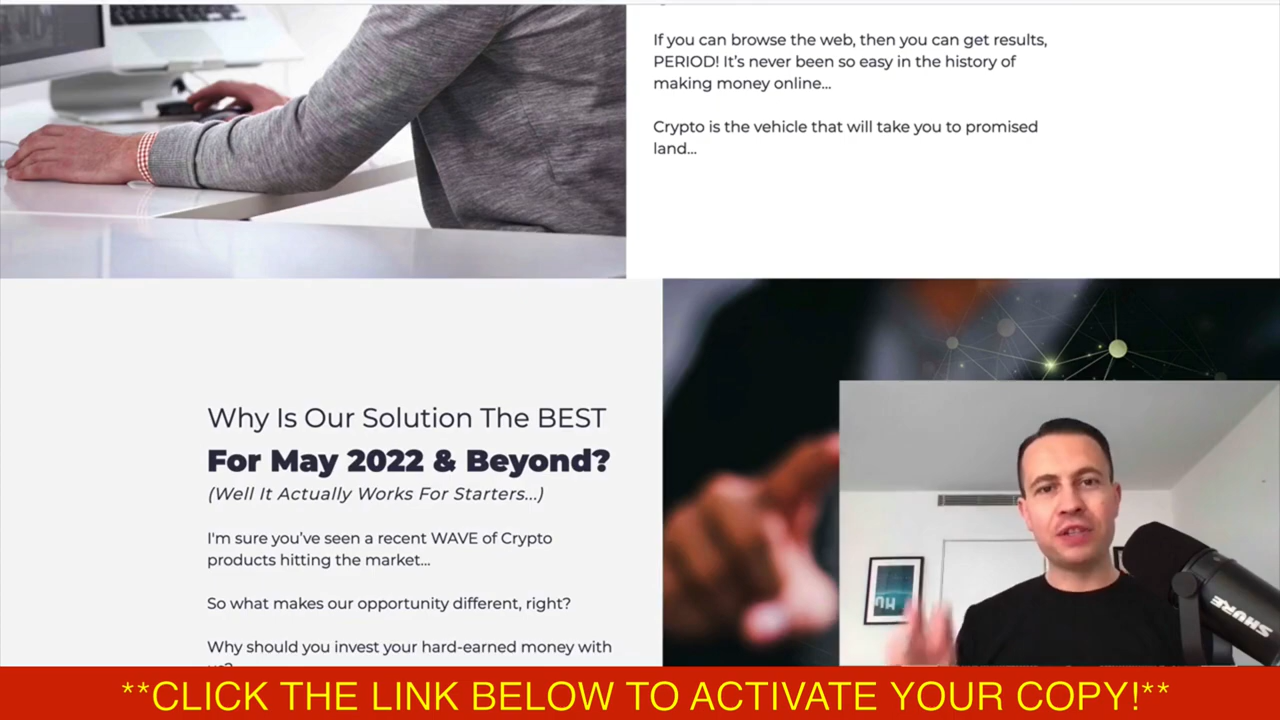 If you can browse the web, then you can get results,
PERIOD! It's never been so easy in the history of
making money online...
Crypto is the vehicle that will take you to promised
land...
Why Is Our Solution The BEST
For May 2022 & Beyond?
(Well It Actually Works For Starters...)
I'm sure you've seen a recent WAVE of Crypto
products hitting the market...
So what makes our opportunity different, right?
Why should you invest your hard-earned money with
SHURE
**CLICK THE LINK BELOW TO ACTIVATE YOUR COPY!**